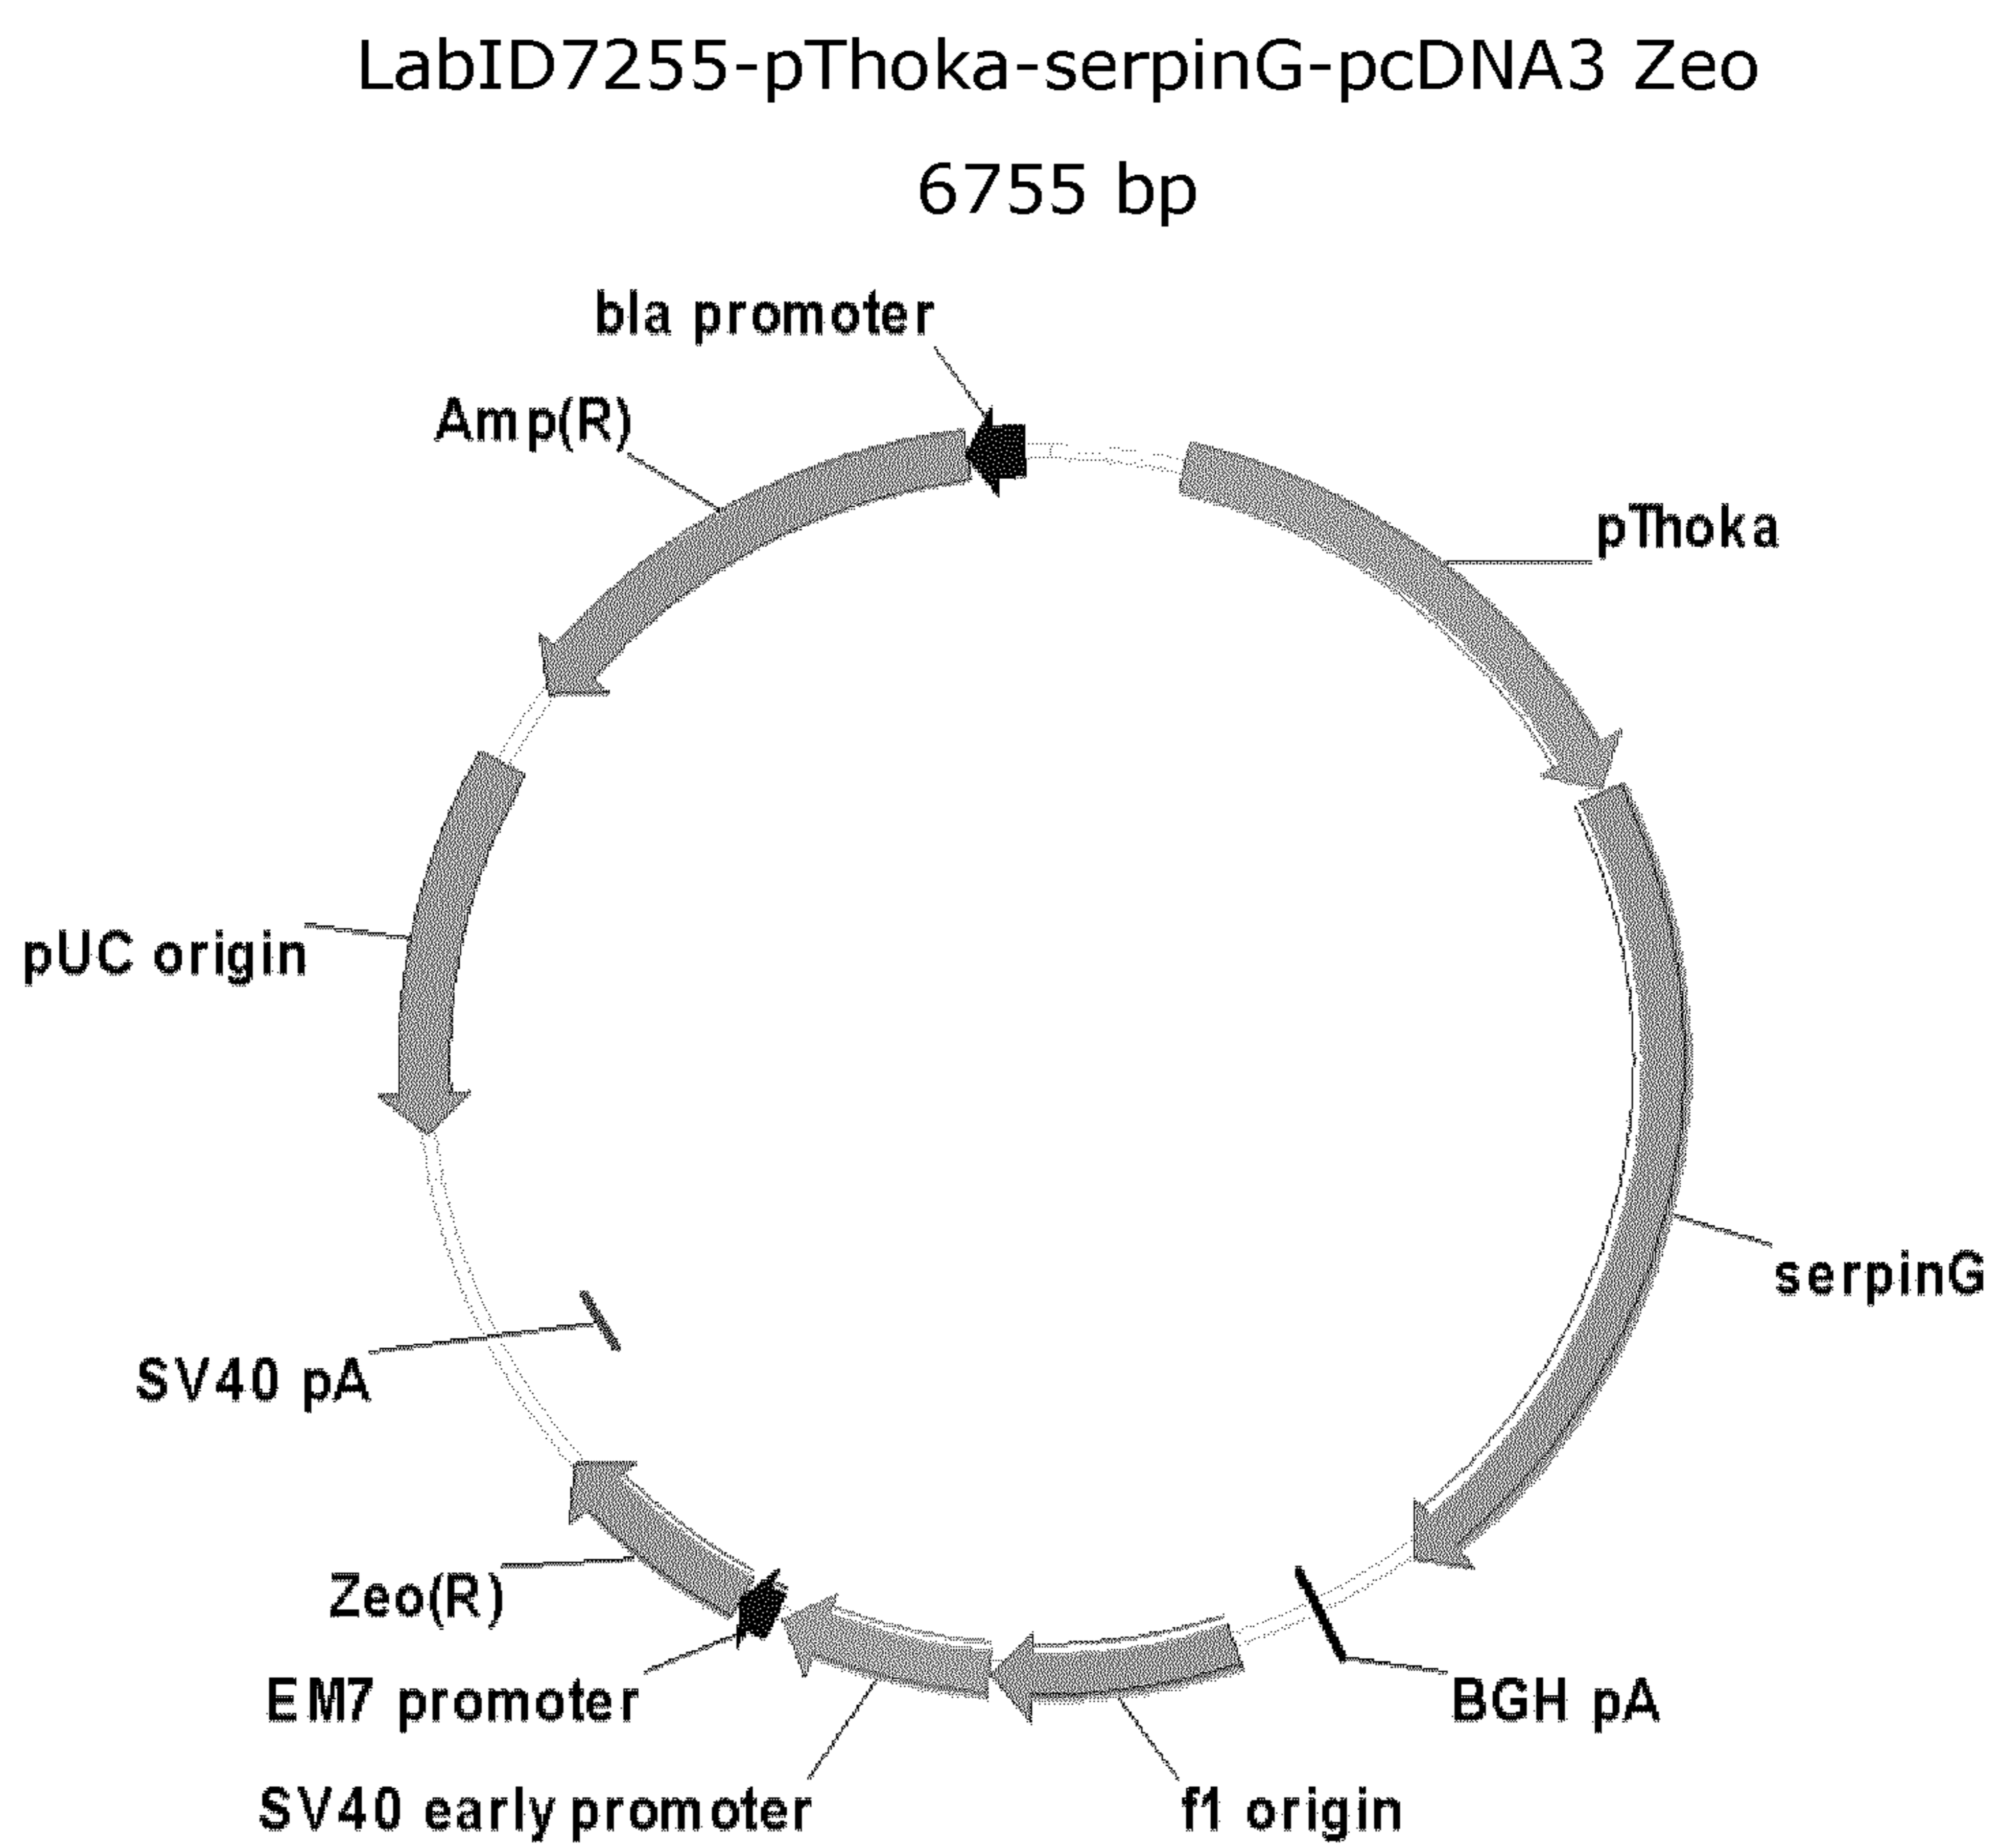 LabID7255-pThoka-serpinG-pcDNA3 Zeo
6755 bp
bla promoter
Amp(R)
pThoka
pUC origin
serpinG
SV40 pA
Zeo(R)
EM7 promoter
BGH pA
SV40 early promoter
f1 origin